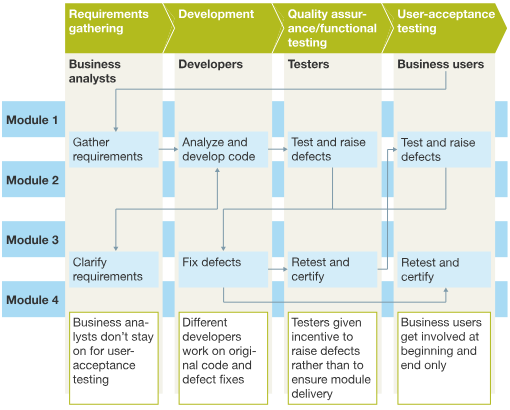 Requirements
gathering
Development
Quality assur-
ance/functional
testing
User-acceptance
testing
Business
analysts
Developers
Testers
Business users
Module 1
Gather
requirements
Analyze and
develop code
Test and raise
defects
Test and raise
defects
Module 2
Module 3
Clarify
requirements
Fix defects
Retest and
certify
Retest and
certify
Module 4
Business ana-
lysts don’t stay
on for user-
acceptance
testing
Different
developers
work on origi-
nal code and
defect fixes
Testers given
incentive to
raise defects
rather than to
ensure module
delivery
Business users
get involved at
beginning and
end only